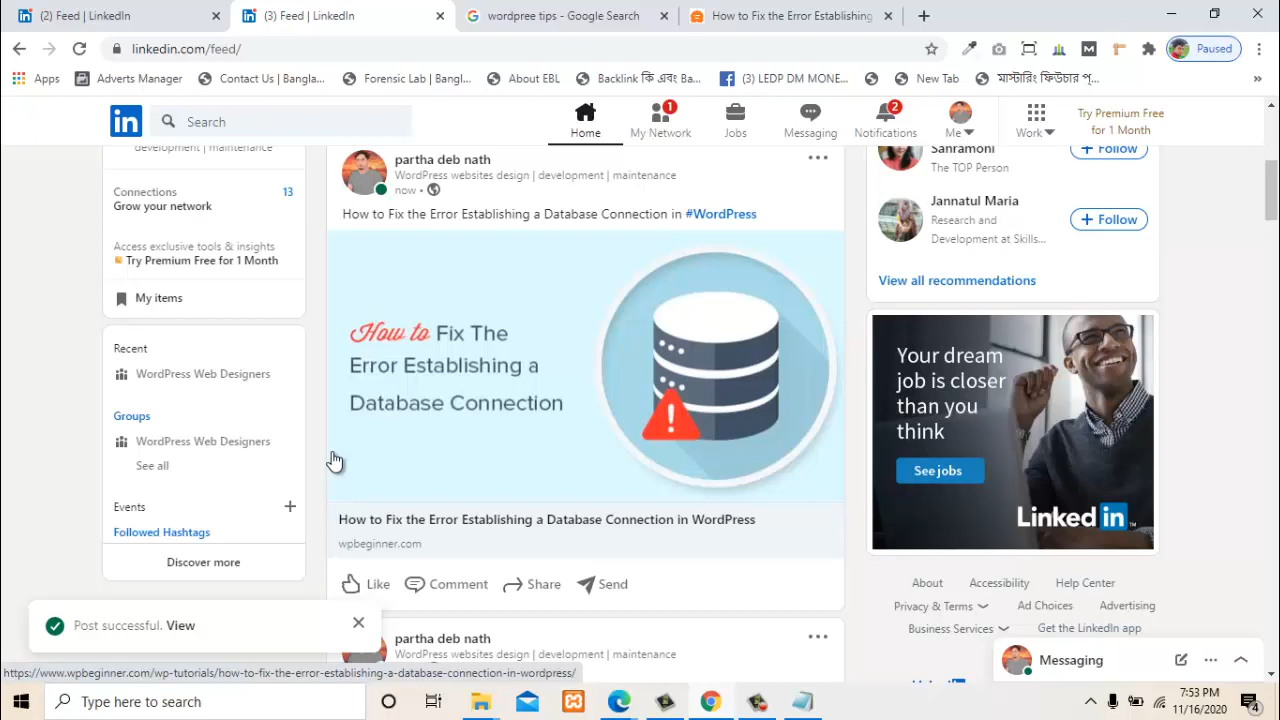 (2) Feed | LinkedIn
(3) Feed | LinkedIn
wordpree tips - Google Search
How to Fix the Error Establishing
linkedin.com/feed/
Paused
Apps
Adverts Manager
Contact Us | Bangla...
Forensic Lab | Bangl...
About EBL
Backlink কি এবং Ba...
(3) LEDP DM MONE...
New Tab
মাস্টারিং ফিউচার প্...
»
in
Search
Home
1
My Network
Jobs
Messaging
2
Notifications
Me
Work
Try Premium Free
for 1 Month
development | maintenance
Connections 13
Grow your network
Access exclusive tools & insights
Try Premium Free for 1 Month
My items
Recent
WordPress Web Designers
Groups
WordPress Web Designers
See all
Events
Followed Hashtags
Discover more
partha deb nath
WordPress websites design | development | maintenance
now •
How to Fix the Error Establishing a Database Connection in #WordPress
How to Fix The
Error Establishing a
Database Connection
How to Fix the Error Establishing a Database Connection in WordPress
wpbeginner.com
Like
Comment
Share
Send
partha deb nath
WordPress websites design | development | maintenance
Sanramoni
The TOP Person
+ Follow
Jannatul Maria
Research and
Development at Skills...
+ Follow
View all recommendations
Your dream
job is closer
than you
think
See jobs
Linked in
About
Accessibility
Help Center
Privacy & Terms
Ad Choices
Advertising
Business Services
Get the LinkedIn app
Messaging
Post successful. View
https://www.wpbeginner.com/wp-tutorials/how-to-fix-the-error-establishing-a-database-connection-in-wordpress/
Type here to search
7:53 PM
11/16/2020
4